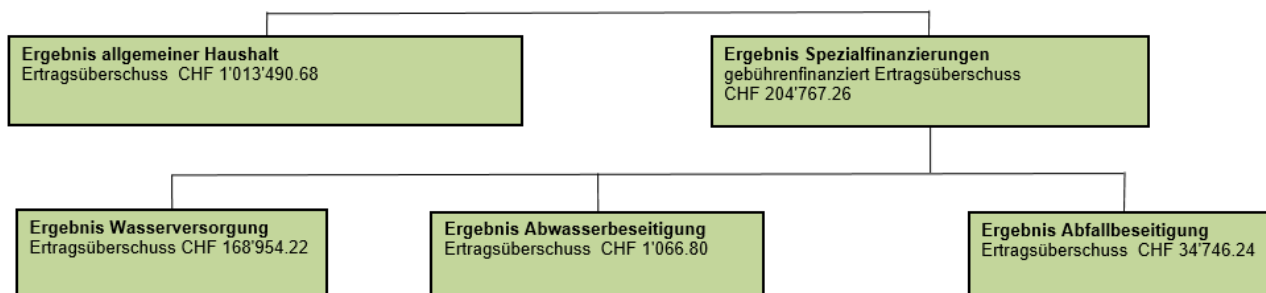 Ergebnis allgemeiner Haushalt
Ertragsüberschuss CHF 1'013'490.68
Ergebnis Spezialfinanzierungen
gebührenfinanziert Ertragsüberschuss
CHF 204'767.26
Ergebnis Wasserversorgung
Ertragsüberschuss CHF 168'954.22
Ergebnis Abwasserbeseitigung
Ertragsüberschuss CHF 1'066.80
Ergebnis Abfallbeseitigung
Ertragsüberschuss CHF 34'746.24